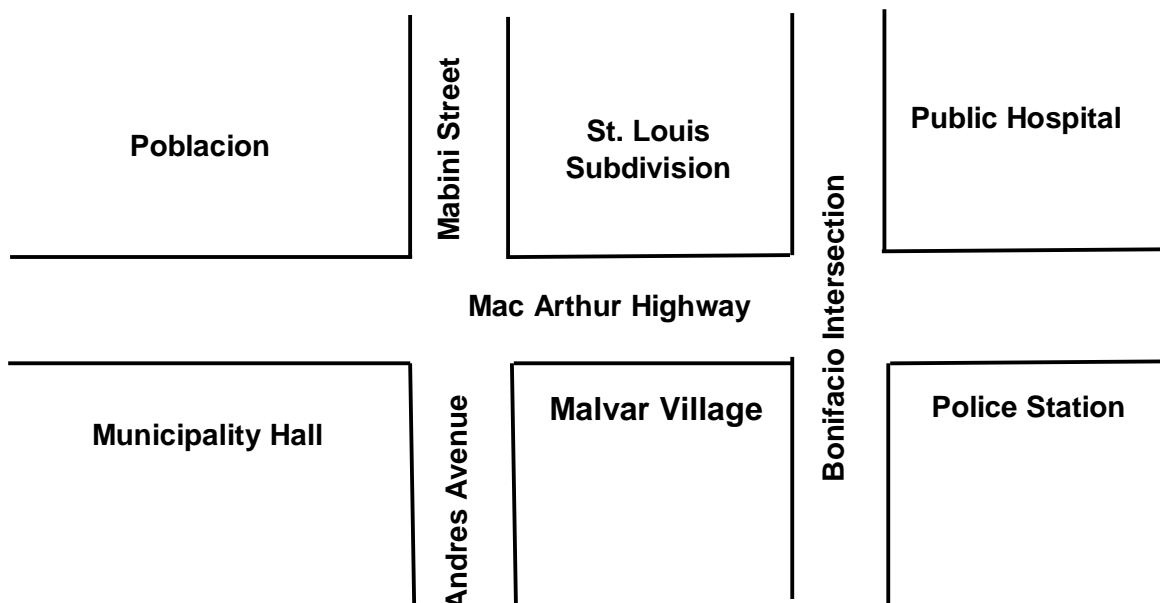 Poblacion
Mabini Street
St. Louis
Subdivision
Public Hospital
Mac Arthur Highway
Bonifacio Intersection
Municipality Hall
Andres Avenue
Malvar Village
Police Station